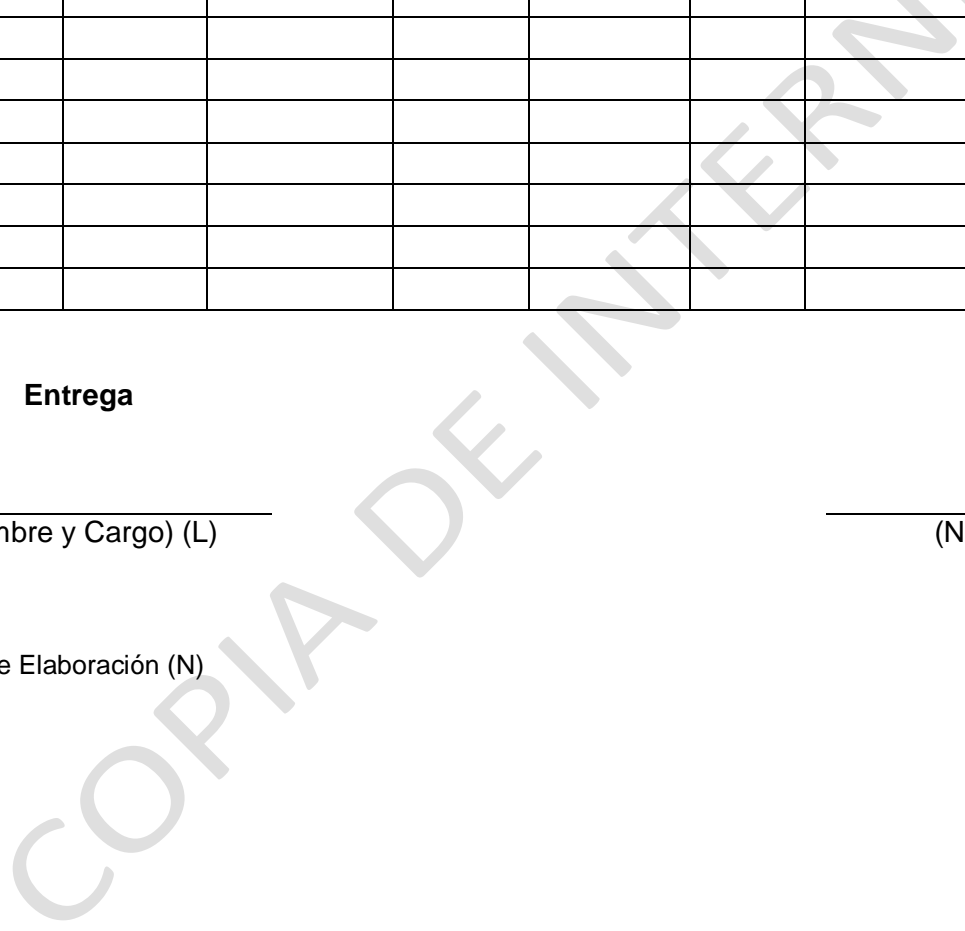 Entrega
mbre y Cargo) (L)
(N
e Elaboración (N)
COPIA DE INTERN